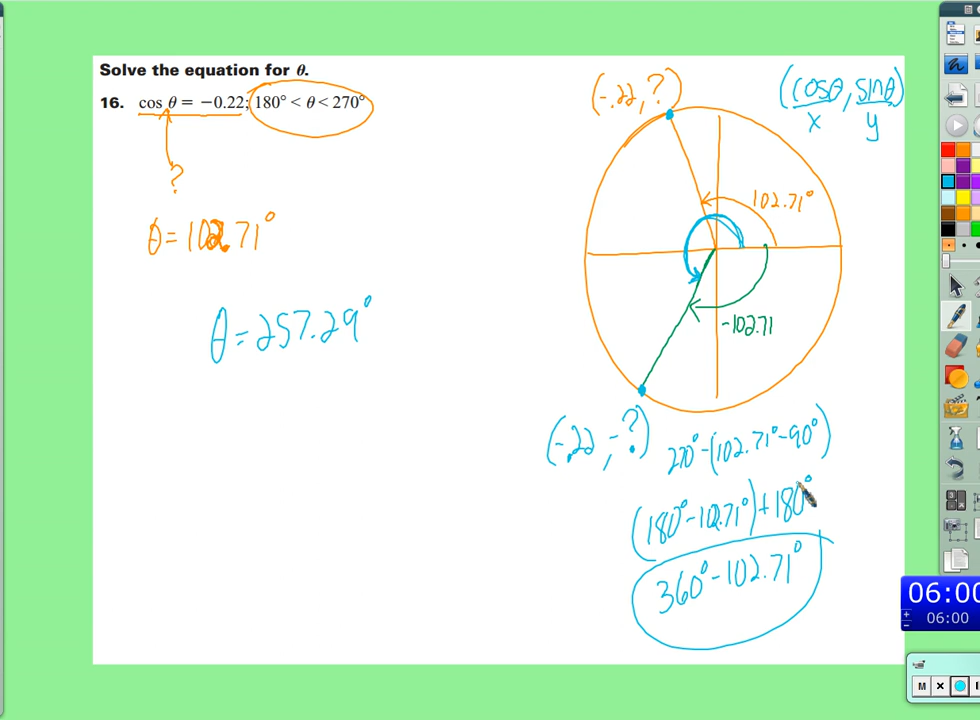 Solve the equation for θ.
16. cos θ = −0.22; 180° < θ < 270°
?
θ = 102.71°
θ = 257.29°
(-.22, ?)
(cosθ, sinθ)
x y
102.71°
-102.71
(-.22, -?)
270° - (102.71° - 90°)
(180° - 102.71°) + 180°
360° - 102.71°
06:00
06:00
M x